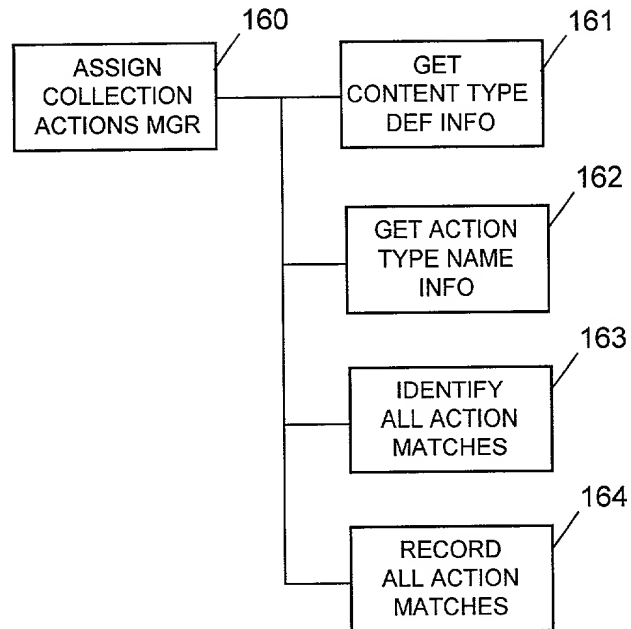 160
ASSIGN
COLLECTION
ACTIONS MGR
161
GET
CONTENT TYPE
DEF INFO
162
GET ACTION
TYPE NAME
INFO
163
IDENTIFY
ALL ACTION
MATCHES
164
RECORD
ALL ACTION
MATCHES